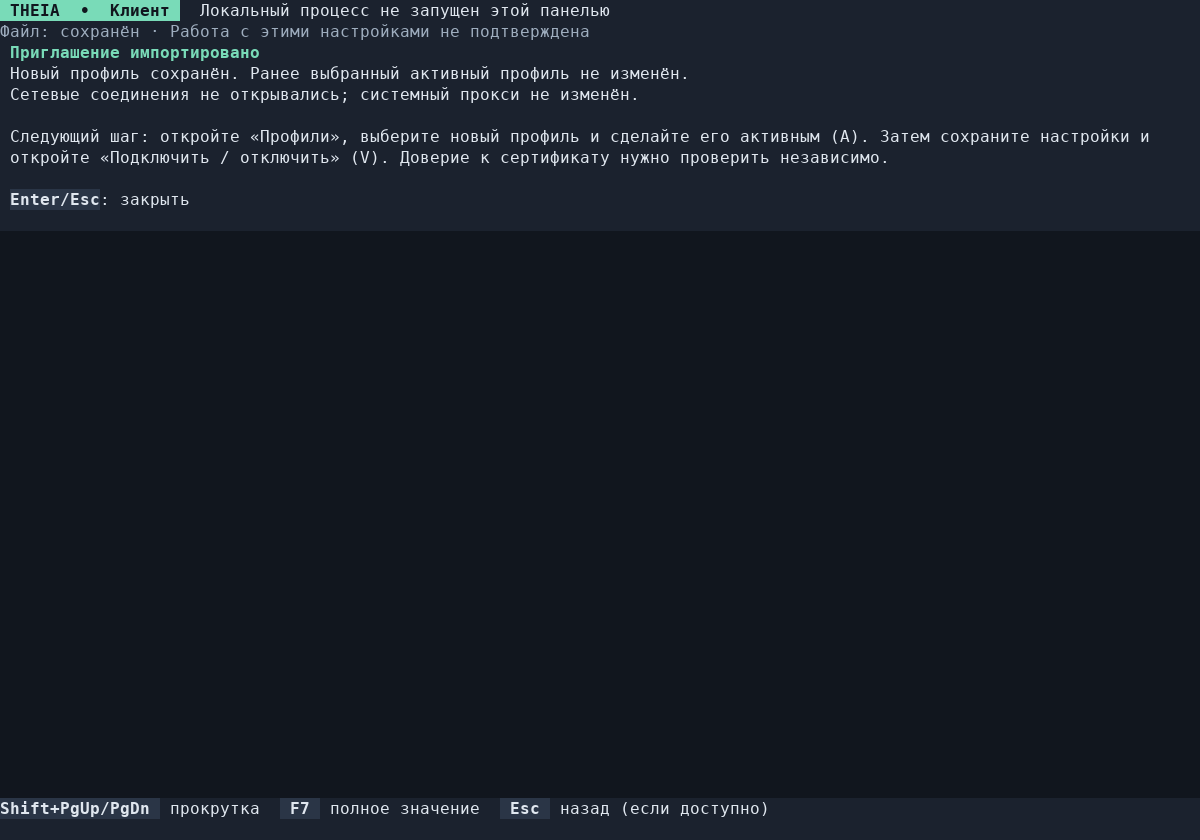 THEIA • Клиент Локальный процесс не запущен этой панелью
Файл: сохранён · Работа с этими настройками не подтверждена
Приглашение импортировано
Новый профиль сохранён. Ранее выбранный активный профиль не изменён.
Сетевые соединения не открывались; системный прокси не изменён.
Следующий шаг: откройте «Профили», выберите новый профиль и сделайте его активным (A). Затем сохраните настройки и
откройте «Подключить / отключить» (V). Доверие к сертификату нужно проверить независимо.
Enter/Esc: закрыть
Shift+PgUp/PgDn прокрутка F7 полное значение Esc назад (если доступно)